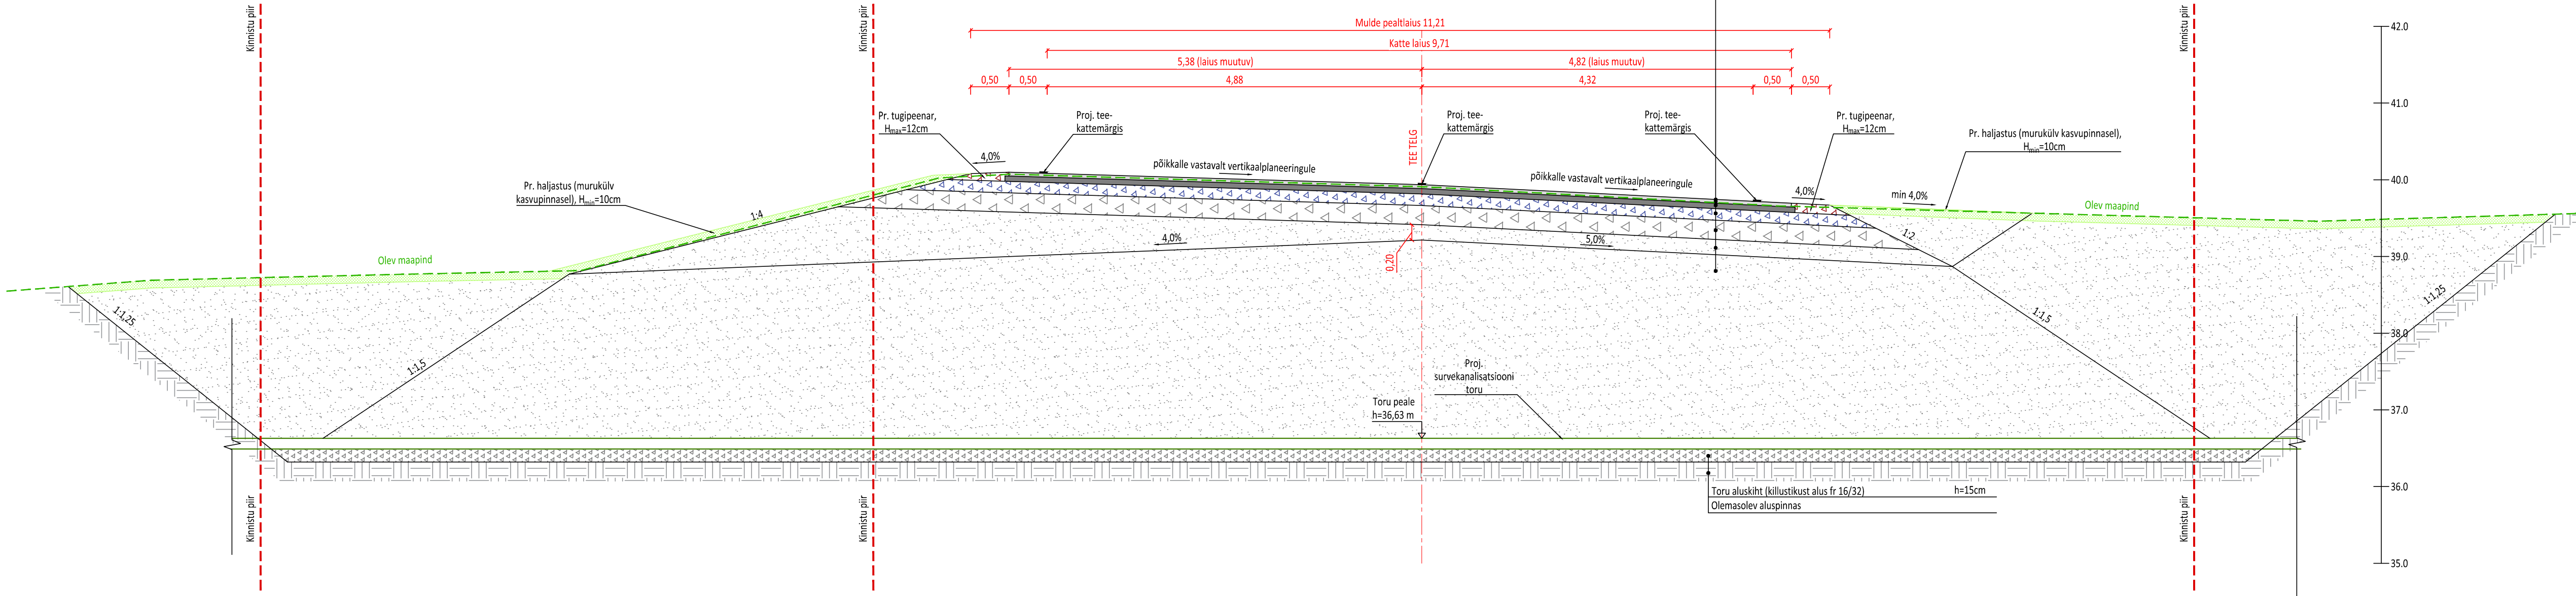 Kinnistu piir
Kinnistu piir
Kinnistu piir
42.0
41.0
40.0
39.0
38.0
37.0
36.0
35.0
Mulde pealtlaius 11,21
Katte laius 9,71
5,38 (laius muutuv)
4,82 (laius muutuv)
0,50
0,50
4,88
4,32
0,50
0,50
Pr. tugipeenar,
Hmax=12cm
Proj. tee-
kattemärgis
TEE TELG
Proj. tee-
kattemärgis
Proj. tee-
kattemärgis
Pr. tugipeenar,
Hmax=12cm
Pr. haljastus (murukülv kasvupinnasel),
Hmin=10cm
4,0%
põikkalle vastavalt vertikaalplaneeringule
põikkalle vastavalt vertikaalplaneeringule
4,0%
min 4,0%
Olev maapind
Pr. haljastus (murukülv
kasvupinnasel), Hmin=10cm
1:4
1:2
4,0%
5,0%
0,20
Olev maapind
1:1,25
1:1,5
1:1,5
1:1,25
Proj.
survekanalisatsiooni
toru
Toru peale
h=36,63 m
Toru aluskiht (killustikust alus fr 16/32) h=15cm
Olemasolev aluspinnas
Kinnistu piir
Kinnistu piir
Kinnistu piir